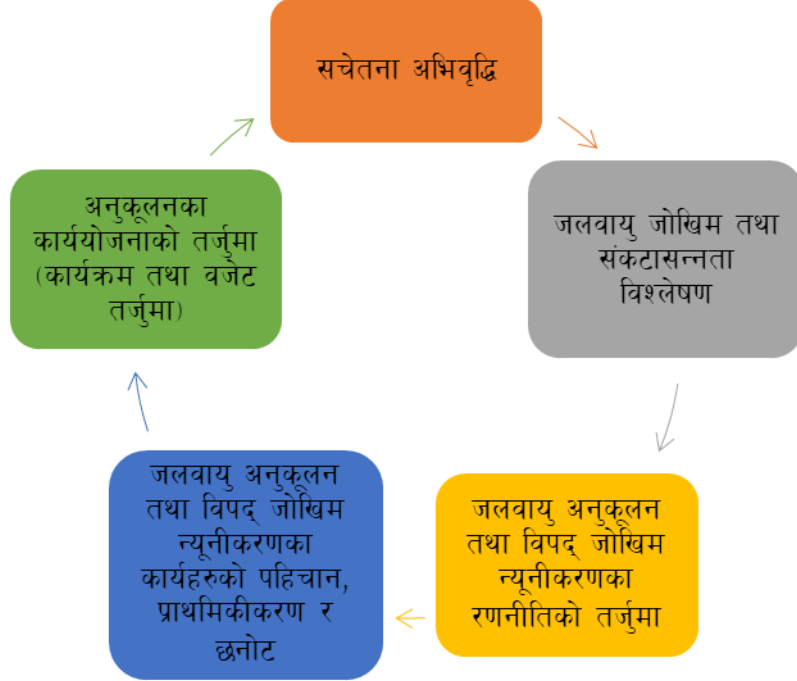 सचेतना अभिवृद्धि
जलवायु जोखिम तथा
संकटासन्नता
विश्लेषण
जलवायु अनुकूलन
तथा विपद् जोखिम
न्यूनीकरणका
रणनीतिको तर्जुमा
जलवायु अनुकूलन
तथा विपद् जोखिम
न्यूनीकरणका
कार्यहरुको पहिचान,
प्राथमिकीकरण र
छनोट
अनुकूलनका
कार्ययोजनाको तर्जुमा
(कार्यक्रम तथा वजेट
तर्जुमा)